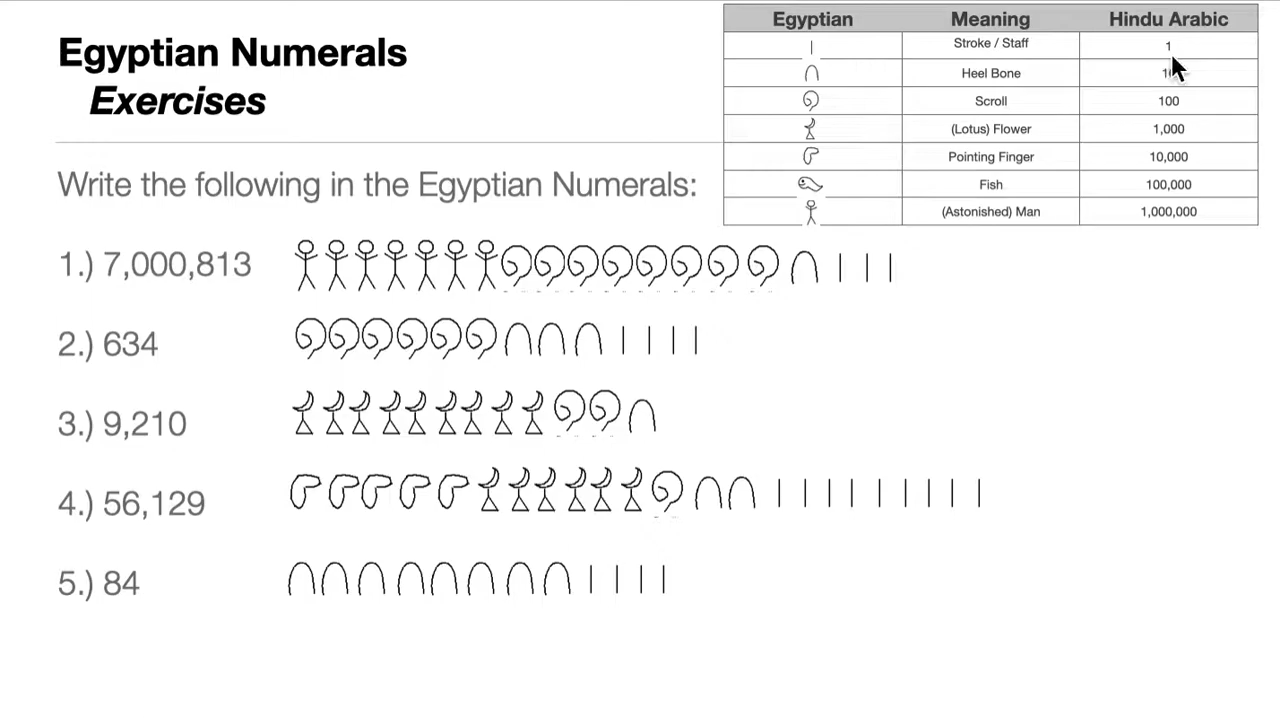 Egyptian Numerals
Exercises
Egyptian Meaning Hindu Arabic
Stroke / Staff 1
Heel Bone
Scroll 100
(Lotus) Flower 1,000
Pointing Finger 10,000
Fish 100,000
(Astonished) Man 1,000,000
Write the following in the Egyptian Numerals:
1.) 7,000,813
2.) 634
3.) 9,210
4.) 56,129
5.) 84